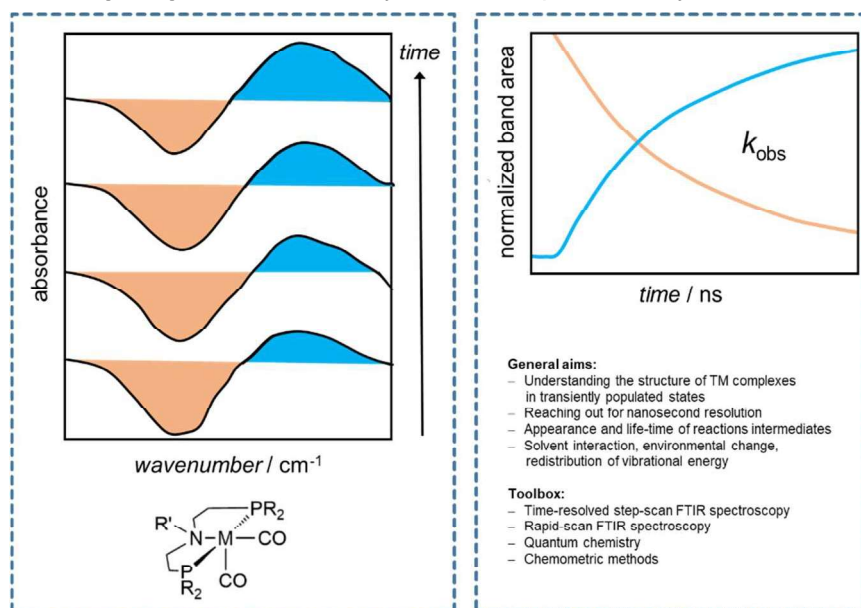 time
absorbance
wavenumber / cm-1
R'
N
M
PR2
CO
P
R2
CO
normalized band area
kobs
time / ns
General aims:
– Understanding the structure of TM complexes
in transiently populated states
– Reaching out for nanosecond resolution
– Appearance and life-time of reactions intermediates
– Solvent interaction, environmental change,
redistribution of vibrational energy
Toolbox:
– Time-resolved step-scan FTIR spectroscopy
– Rapid-scan FTIR spectroscopy
– Quantum chemistry
– Chemometric methods